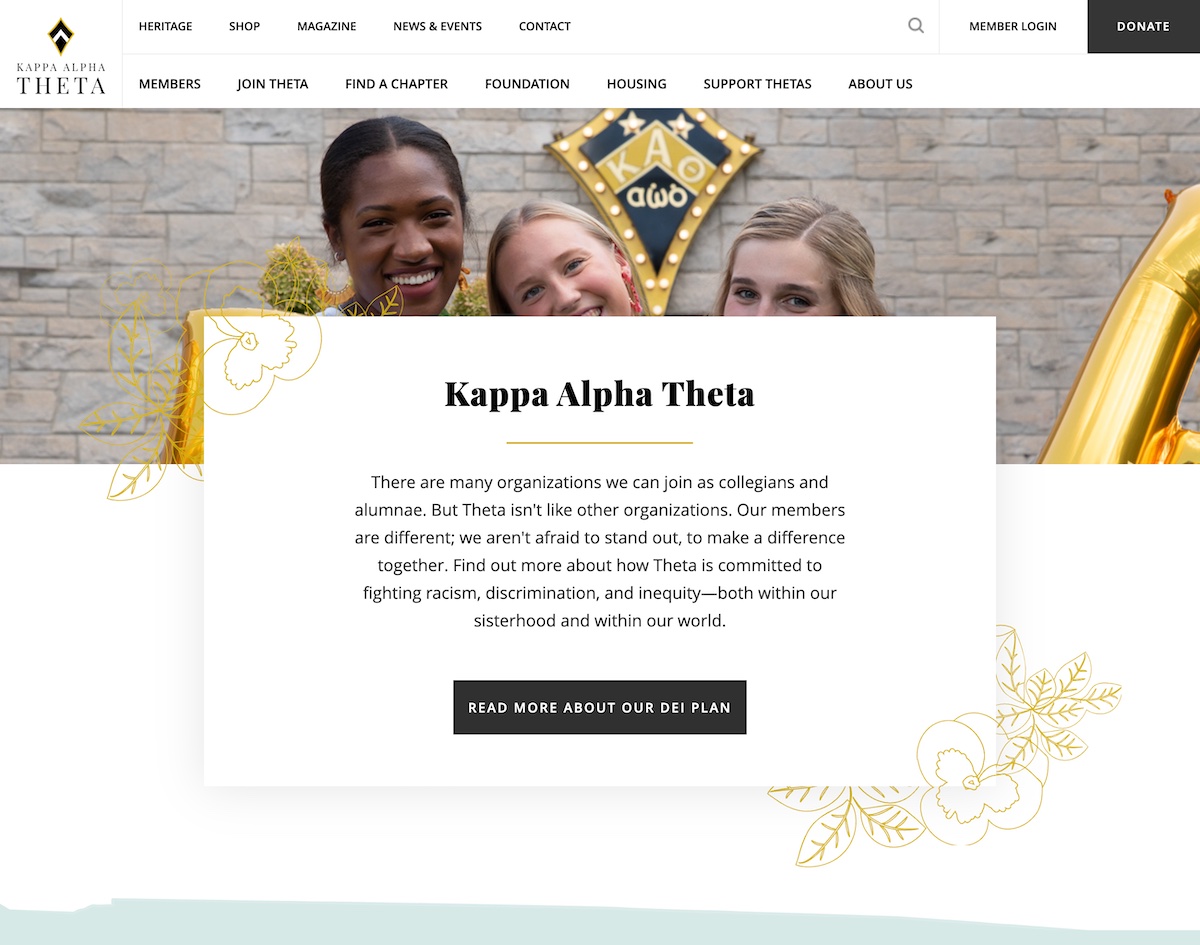 KAPPA ALPHA
THETA
HERITAGE SHOP MAGAZINE NEWS & EVENTS CONTACT MEMBER LOGIN DONATE
MEMBERS JOIN THETA FIND A CHAPTER FOUNDATION HOUSING SUPPORT THETAS ABOUT US
ΚΑΘ
αωο
Kappa Alpha Theta
There are many organizations we can join as collegians and
alumnae. But Theta isn't like other organizations. Our members
are different; we aren't afraid to stand out, to make a difference
together. Find out more about how Theta is committed to
fighting racism, discrimination, and inequity—both within our
sisterhood and within our world.
READ MORE ABOUT OUR DEI PLAN